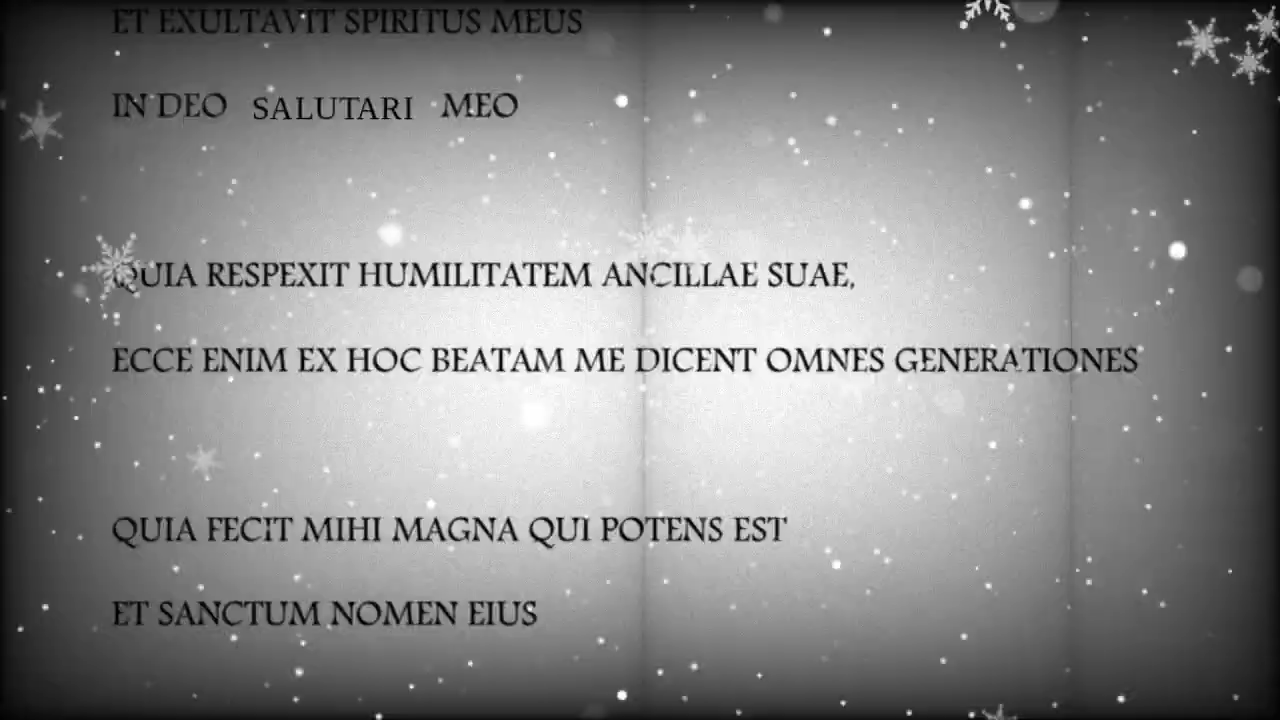 ET EXULTAVIT SPIRITUS MEUS
IN DEO SALUTARI MEO
QUIA RESPEXIT HUMILITATEM ANCILLAE SUAE,
ECCE ENIM EX HOC BEATAM ME DICENT OMNES GENERATIONES
QUIA FECIT MIHI MAGNA QUI POTENS EST
ET SANCTUM NOMEN EIUS